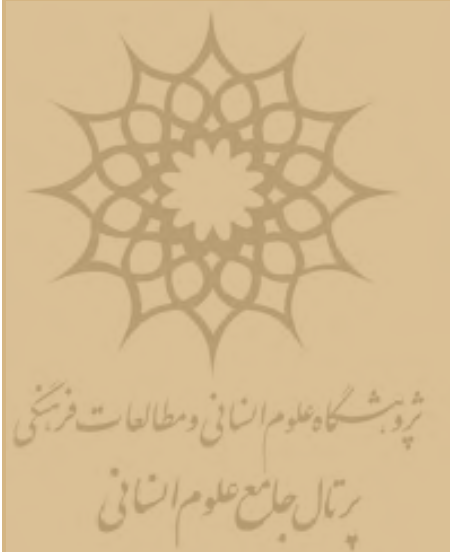 پژوهشگاه علوم انسانی و مطالعات فرهنگی
پرتال جامع علوم انسانی